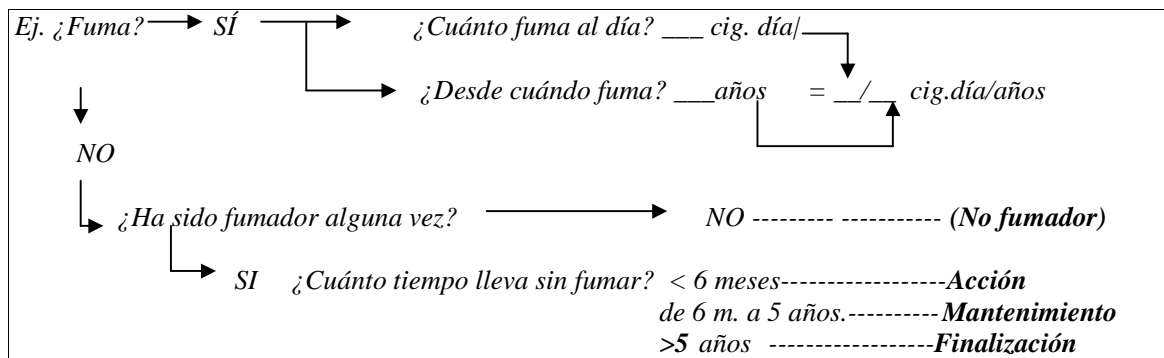 Ej. ¿Fuma? SÍ ¿Cuánto fuma al día? ___ cig. día/
¿Desde cuándo fuma? ___años = __/__ cig.día/años
NO
¿Ha sido fumador alguna vez? NO --------- ----------- (No fumador)
SI ¿Cuánto tiempo lleva sin fumar? < 6 meses------------------Acción
de 6 m. a 5 años.----------Mantenimiento
>5 años -----------------Finalización